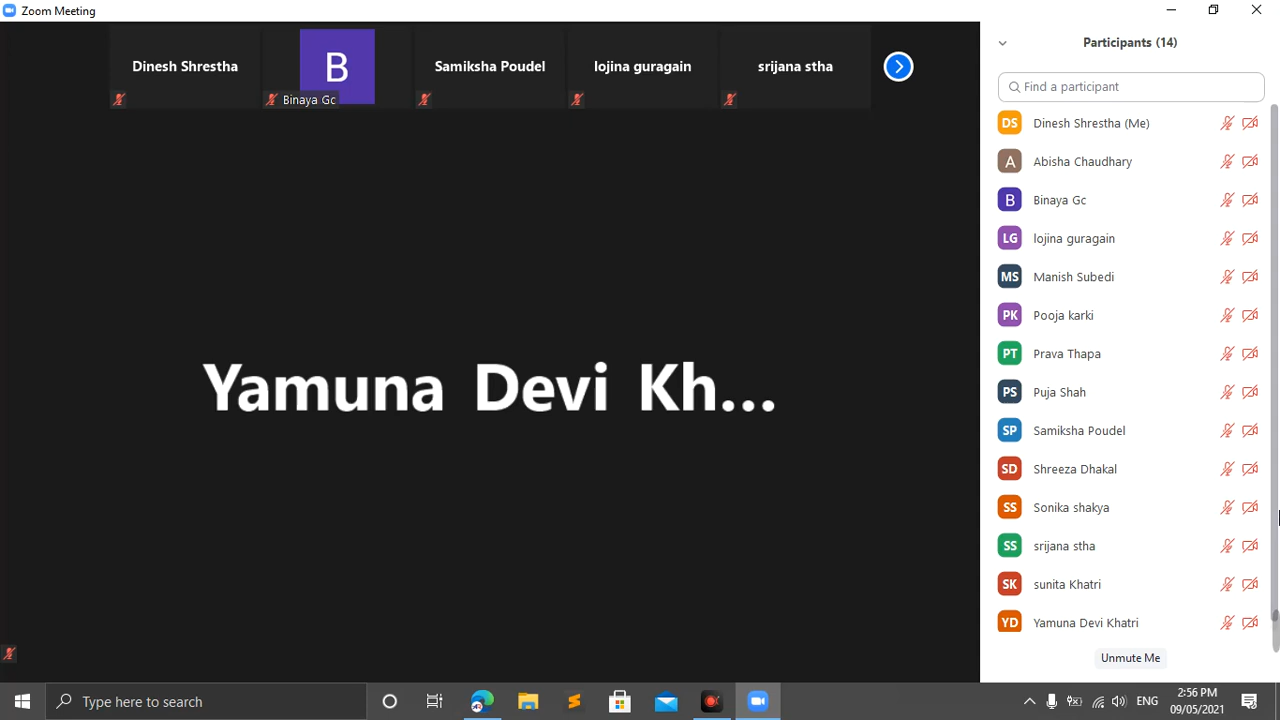 Zoom Meeting
Dinesh Shrestha
B
Binaya Gc
Samiksha Poudel
lojina guragain
srijana stha
Yamuna Devi Kh...
Participants (14)
Find a participant
DS Dinesh Shrestha (Me)
A Abisha Chaudhary
B Binaya Gc
LG lojina guragain
MS Manish Subedi
PK Pooja karki
PT Prava Thapa
PS Puja Shah
SP Samiksha Poudel
SD Shreeza Dhakal
SS Sonika shakya
SS srijana stha
SK sunita Khatri
YD Yamuna Devi Khatri
Unmute Me
Type here to search
ENG
2:56 PM
09/05/2021